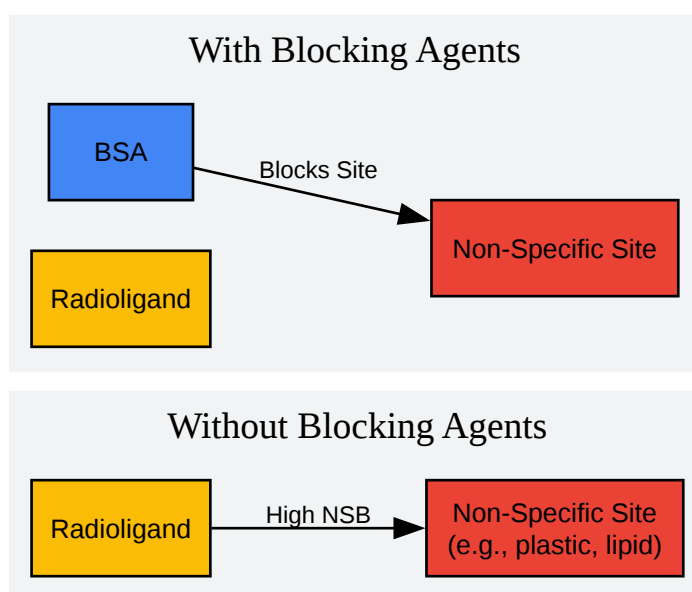 With Blocking Agents
BSA
Blocks Site
Non-Specific Site
Radioligand
Without Blocking Agents
Radioligand
High NSB
Non-Specific Site
(e.g., plastic, lipid)